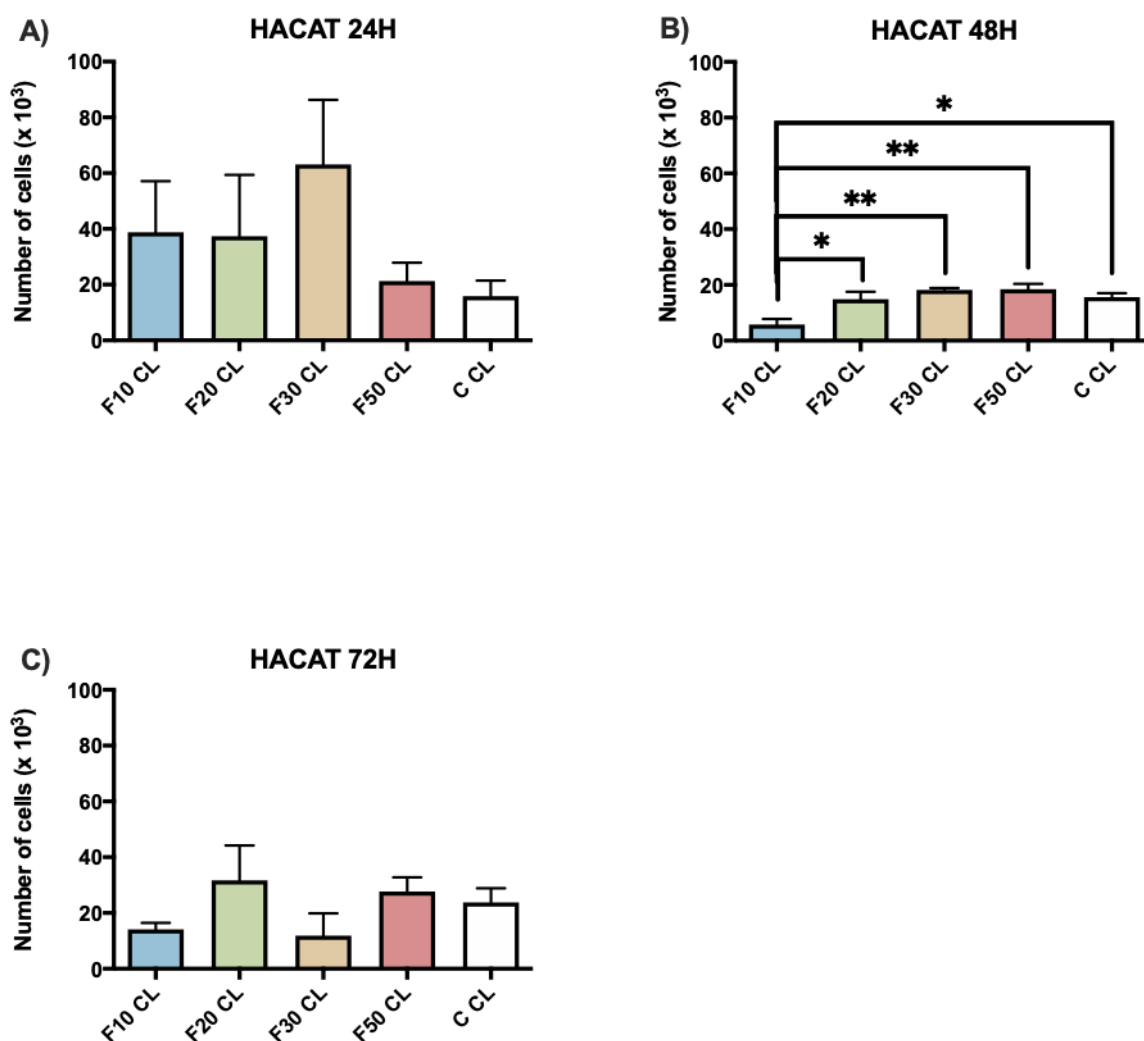 A)
HACAT 24H
Number of cells (x 10³)
100
80
60
40
20
0
F10 CL
F20 CL
F30 CL
F50 CL
C CL
B)
HACAT 48H
Number of cells (x 10³)
100
80
60
40
20
0
*
**
**
*
F10 CL
F20 CL
F30 CL
F50 CL
C CL
C)
HACAT 72H
Number of cells (x 10³)
100
80
60
40
20
0
F10 CL
F20 CL
F30 CL
F50 CL
C CL